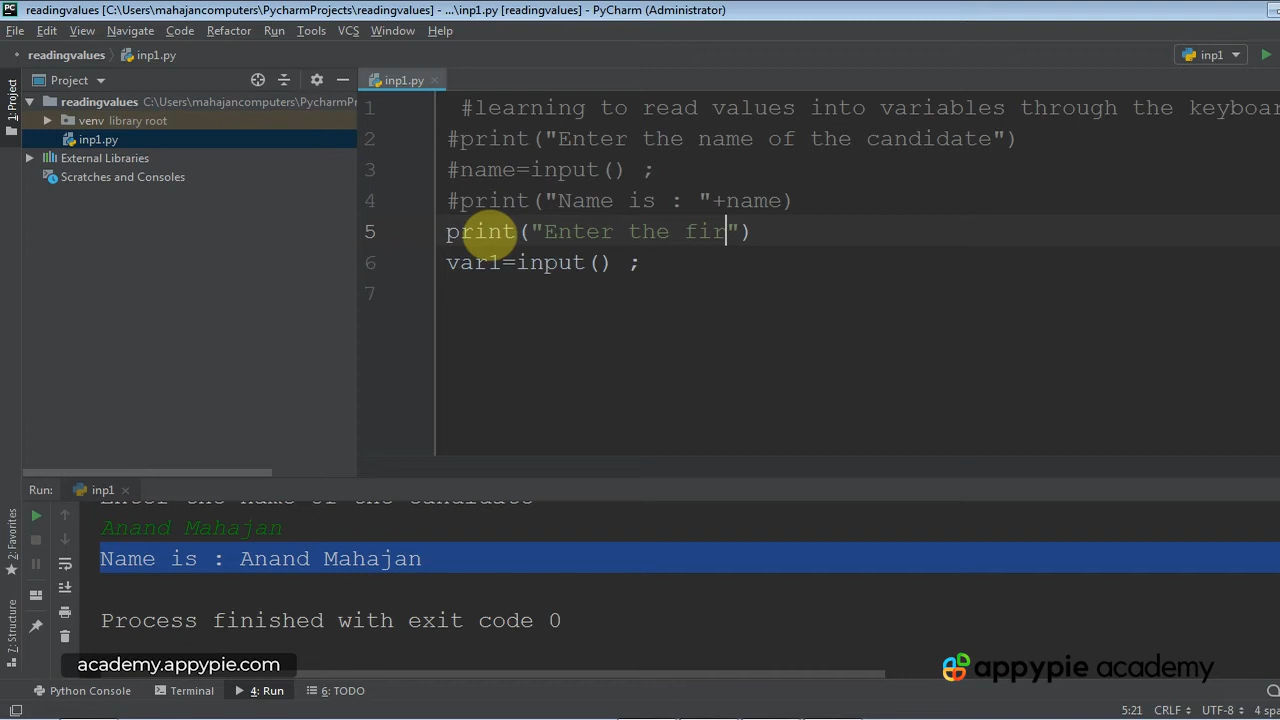 readingvalues [C:\Users\mahajancomputers\PycharmProjects\readingvalues] - ...\inp1.py [readingvalues] - PyCharm (Administrator)
File Edit View Navigate Code Refactor Run Tools VCS Window Help
readingvalues inp1.py inp1
1: Project
Project inp1.py
readingvalues C:\Users\mahajancomputers\PycharmPr
venv library root
inp1.py
External Libraries
Scratches and Consoles
1 #learning to read values into variables through the keyboar
2 #print("Enter the name of the candidate")
3 #name=input() ;
4 #print("Name is : "+name)
5 print("Enter the fir")
6 var1=input() ;
7
Run: inp1
Enter the name of the candidate
Anand Mahajan
Name is : Anand Mahajan
Process finished with exit code 0
2: Favorites
7: Structure
academy.appypie.com
appypie academy
Python Console Terminal 4: Run 6: TODO
5:21 CRLF UTF-8 4 spa